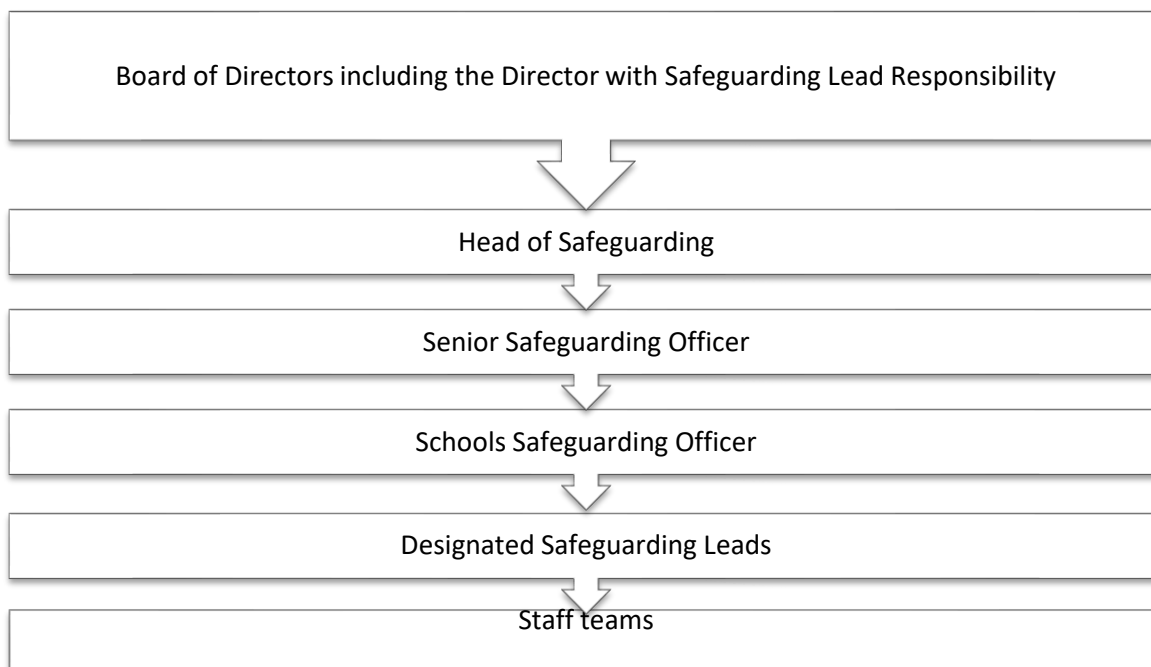 Board of Directors including the Director with Safeguarding Lead Responsibility
Head of Safeguarding
Senior Safeguarding Officer
Schools Safeguarding Officer
Designated Safeguarding Leads
Staff teams